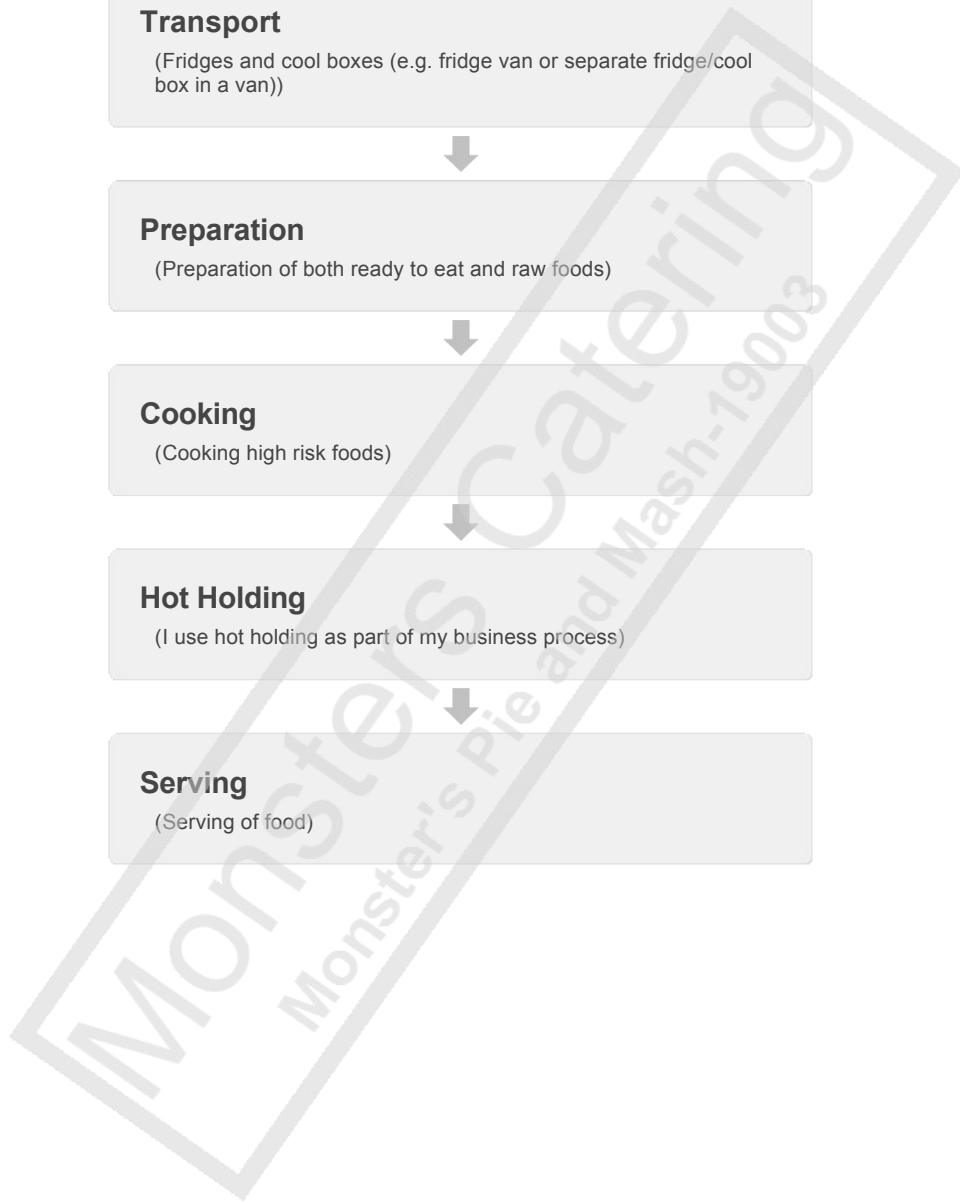 Transport
(Fridges and cool boxes (e.g. fridge van or separate fridge/cool
box in a van))
Preparation
(Preparation of both ready to eat and raw foods)
Cooking
(Cooking high risk foods)
Hot Holding
(I use hot holding as part of my business process)
Serving
(Serving of food)
Monsters Catering
Monster's Pie and Mash-19003